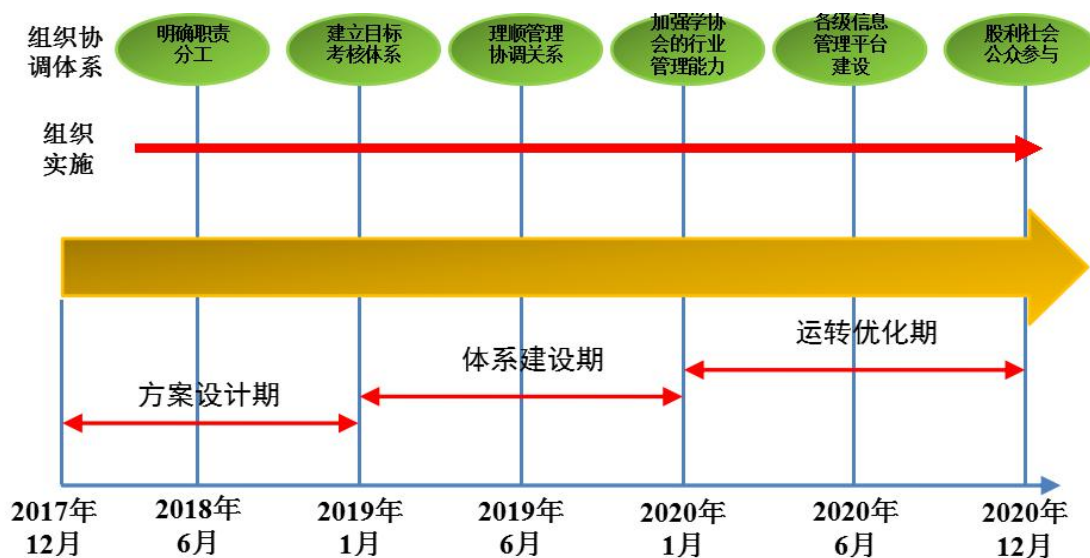 组织协
调体系
明确职责
分工
建立目标
考核体系
理顺管理
协调关系
加强学协
会的行业
管理能力
各级信息
管理平台
建设
股利社会
公众参与
组织
实施
运转优化期
体系建设期
方案设计期
2017年
12月
2018年
6月
2019年
1月
2019年
6月
2020年
1月
2020年
6月
2020年
12月